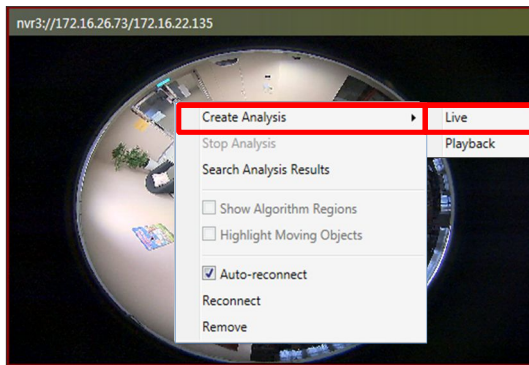 nvr3://172.16.26.73/172.16.22.135
Create Analysis
Live
Stop Analysis
Playback
Search Analysis Results
Show Algorithm Regions
Highlight Moving Objects
Auto-reconnect
Reconnect
Remove